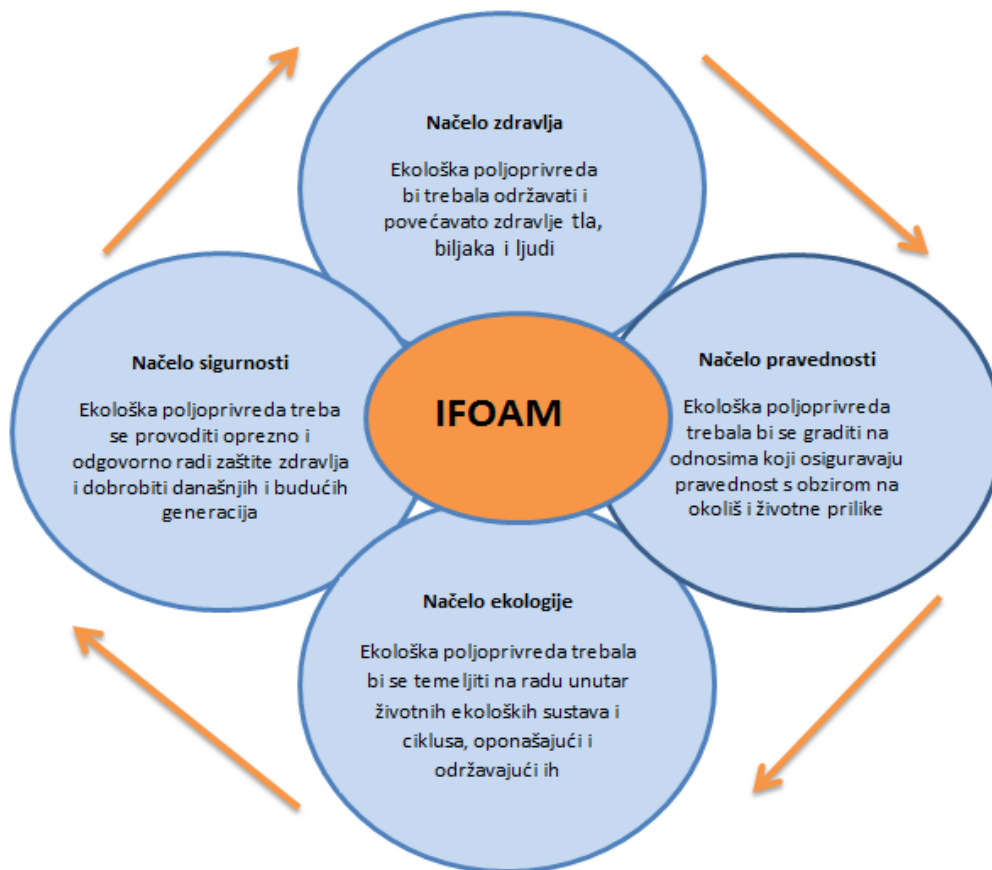 Načelo zdravlja
Ekološka poljoprivreda
bi trebala održavati i
povećavato zdravlje tla,
biljaka i ljudi
Načelo sigurnosti
Ekološka poljoprivreda treba
se provoditi oprezno i
odgovorno radi zaštite zdravlja
i dobrobiti današnjih i budućih
generacija
IFOAM
Načelo pravednosti
Ekološka poljoprivreda
trebala bi se graditi na
odnosima koji osiguravaju
pravednost s obzirom na
okoliš i životne prilike
Načelo ekologije
Ekološka poljoprivreda trebala
bi se temeljiti na radu unutar
životnih ekoloških sustava i
ciklusa, oponašajući i
održavajući ih